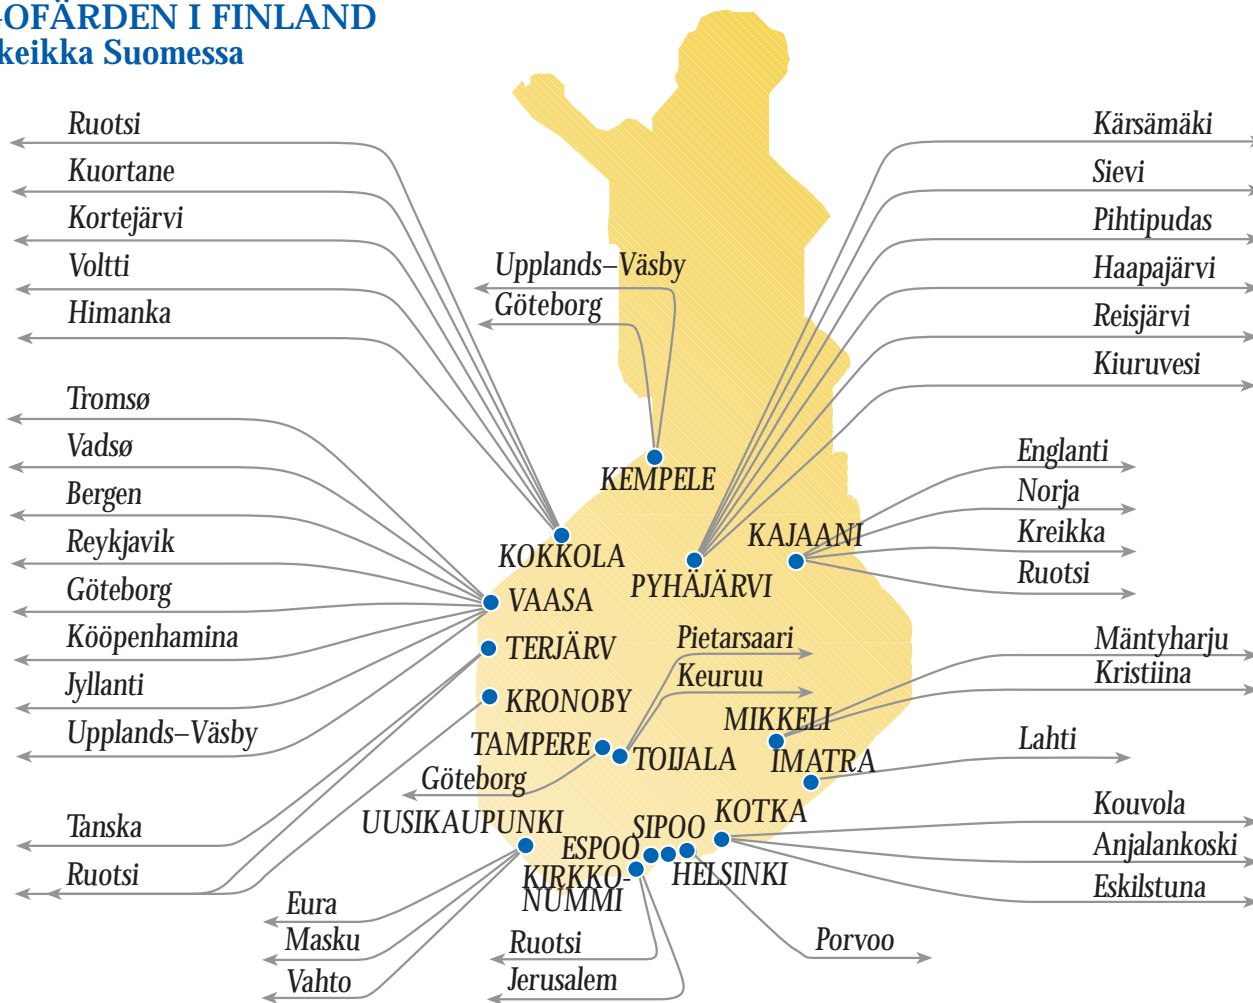 GOFÄRDEN I FINLAND
keikka Suomessa
Ruotsi
Kuortane
Kortejärvi
Voltti
Himanka
Tromsø
Vadsø
Bergen
Reykjavik
Göteborg
Kööpenhamina
Jyllanti
Upplands–Väsby
Tanska
Ruotsi
Upplands–Väsby
Göteborg
KEMPELE
KOKKOLA
VAASA
TERJÄRV
KRONOBY
TAMPERE
TOIJALA
Göteborg
UUSIKAUPUNKI
Eura
Masku
Vahto
PYHÄJÄRVI
KAJAANI
Pietarsaari
Keuruu
MIKKELI
IMATRA
KOTKA
SIPOO
ESPOO
HELSINKI
KIRKKO-
NUMMI
Ruotsi
Jerusalem
Porvoo
Kärsämäki
Sievi
Pihtipudas
Haapajärvi
Reisjärvi
Kiuruvesi
Englanti
Norja
Kreikka
Ruotsi
Mäntyharju
Kristiina
Lahti
Kouvola
Anjalankoski
Eskilstuna